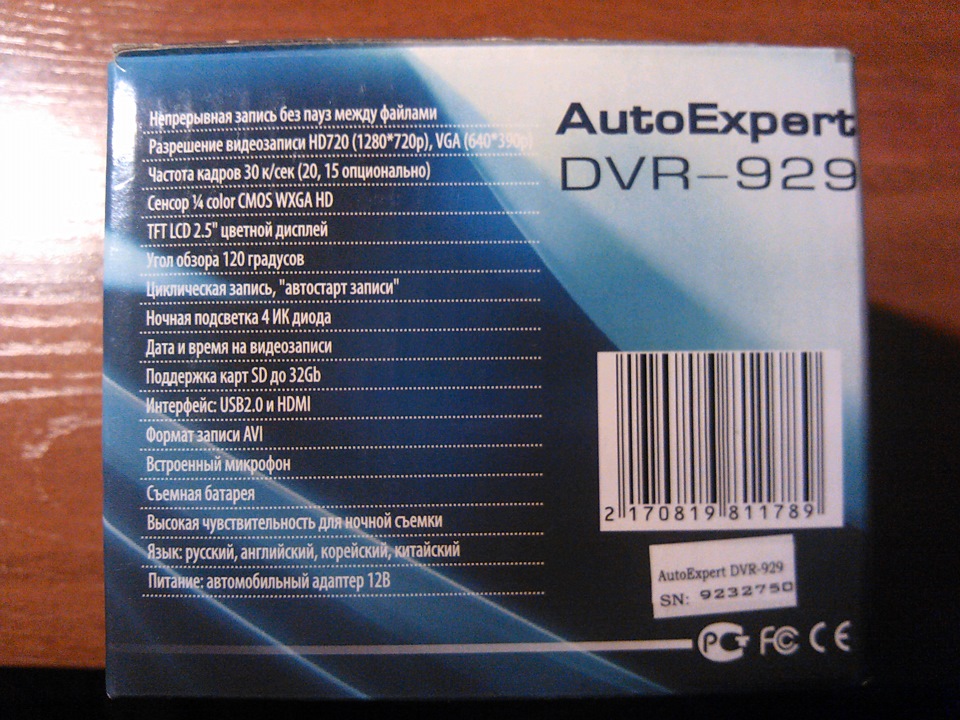 Непрерывная запись без пауз между файлами
Разрешение видеозаписи HD720 (1280*720p), VGA (640*390p)
Частота кадров 30 к/сек (20, 15 опционально)
Сенсор ¼ color CMOS WXGA HD
TFT LCD 2.5" цветной дисплей
Угол обзора 120 градусов
Циклическая запись, "автостарт записи"
Ночная подсветка 4 ИК диода
Дата и время на видеозаписи
Поддержка карт SD до 32Gb
Интерфейс: USB2.0 и HDMI
Формат записи AVI
Встроенный микрофон
Съемная батарея
Высокая чувствительность для ночной съемки
Язык: русский, английский, корейский, китайский
Питание: автомобильный адаптер 12В
AutoExpert
DVR-929
2 170819 811789
AutoExpert DVR-929
SN: 9232750
РСТ FC CE